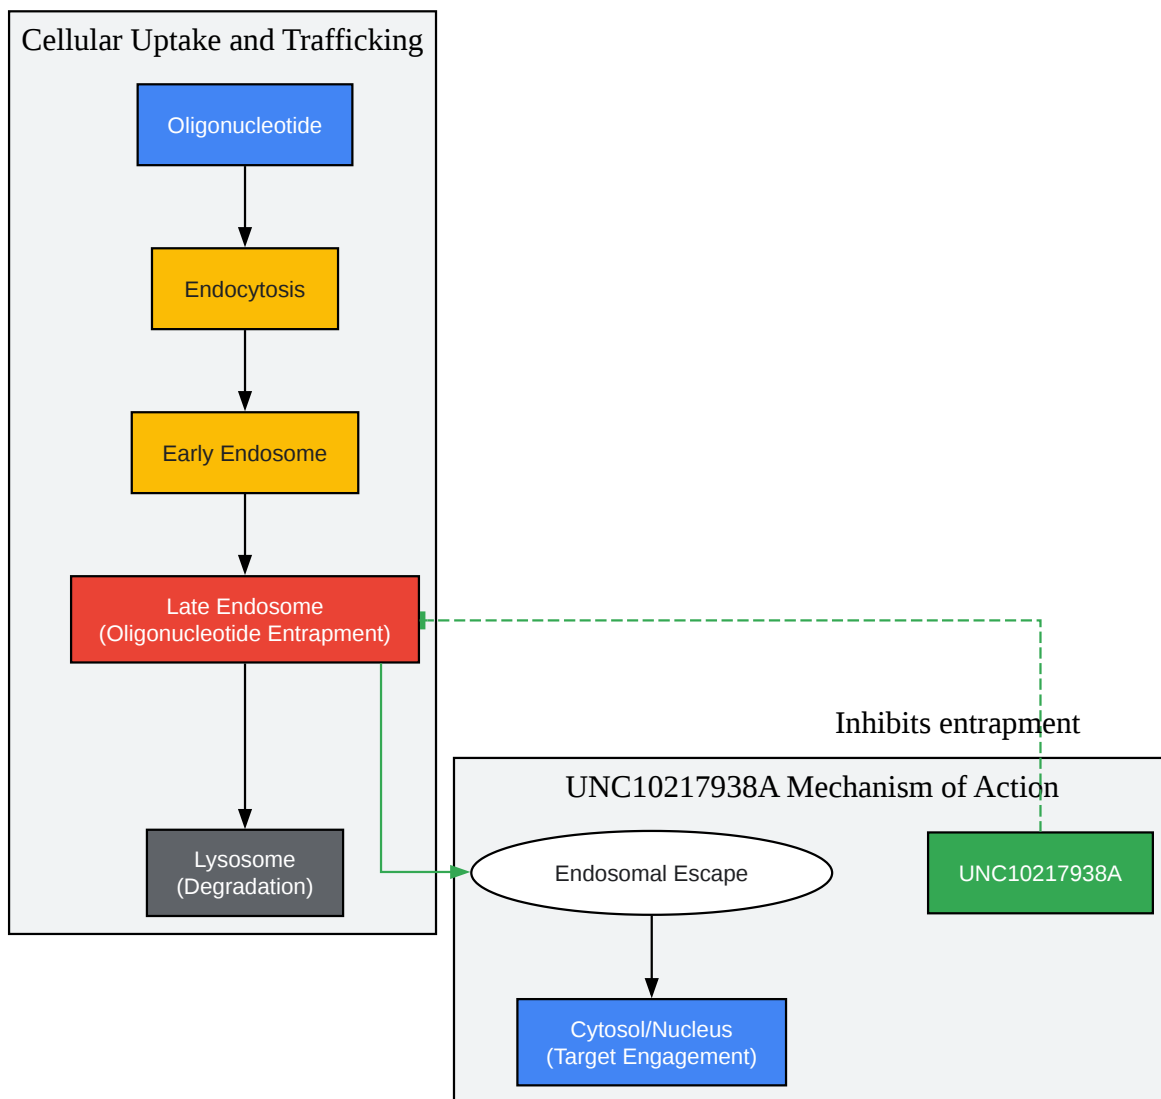 Cellular Uptake and Trafficking
Oligonucleotide
Endocytosis
Early Endosome
Late Endosome
(Oligonucleotide Entrapment)
Lysosome
(Degradation)
Inhibits entrapment
UNC10217938A Mechanism of Action
Endosomal Escape
UNC10217938A
Cytosol/Nucleus
(Target Engagement)